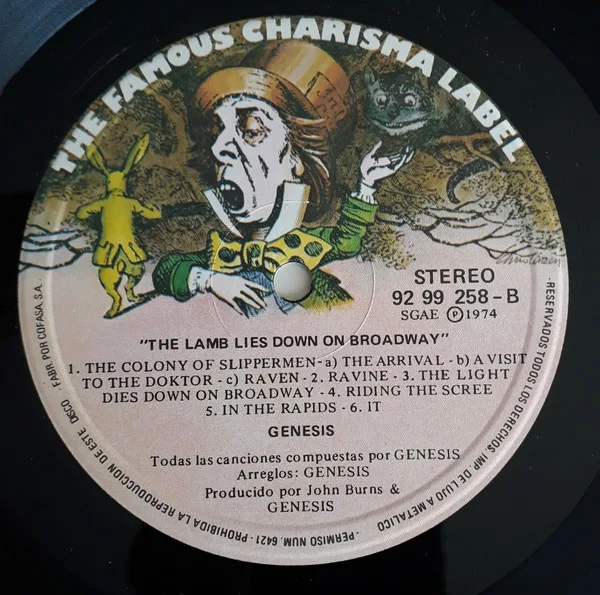 THE FAMOUS CHARISMA LABEL
STEREO
92 99 258-B
SGAE Ⓟ 1974
"THE LAMB LIES DOWN ON BROADWAY"
1. THE COLONY OF SLIPPERMEN-a) THE ARRIVAL - b) A VISIT
TO THE DOKTOR - c) RAVEN - 2. RAVINE - 3. THE LIGHT
DIES DOWN ON BROADWAY - 4. RIDING THE SCREE
5. IN THE RAPIDS - 6. IT
GENESIS
Todas las canciones compuestas por GENESIS
Arreglos: GENESIS
Producido por John Burns &
GENESIS
·RESERVADOS TODOS LOS DERECHOS. IMP. DE LUJO A METALICO
·PERMISO NUM. 6421·PROHIBIDA LA REPRODUCCION DE ESTE DISCO
FABR. POR COFASA, S.A.